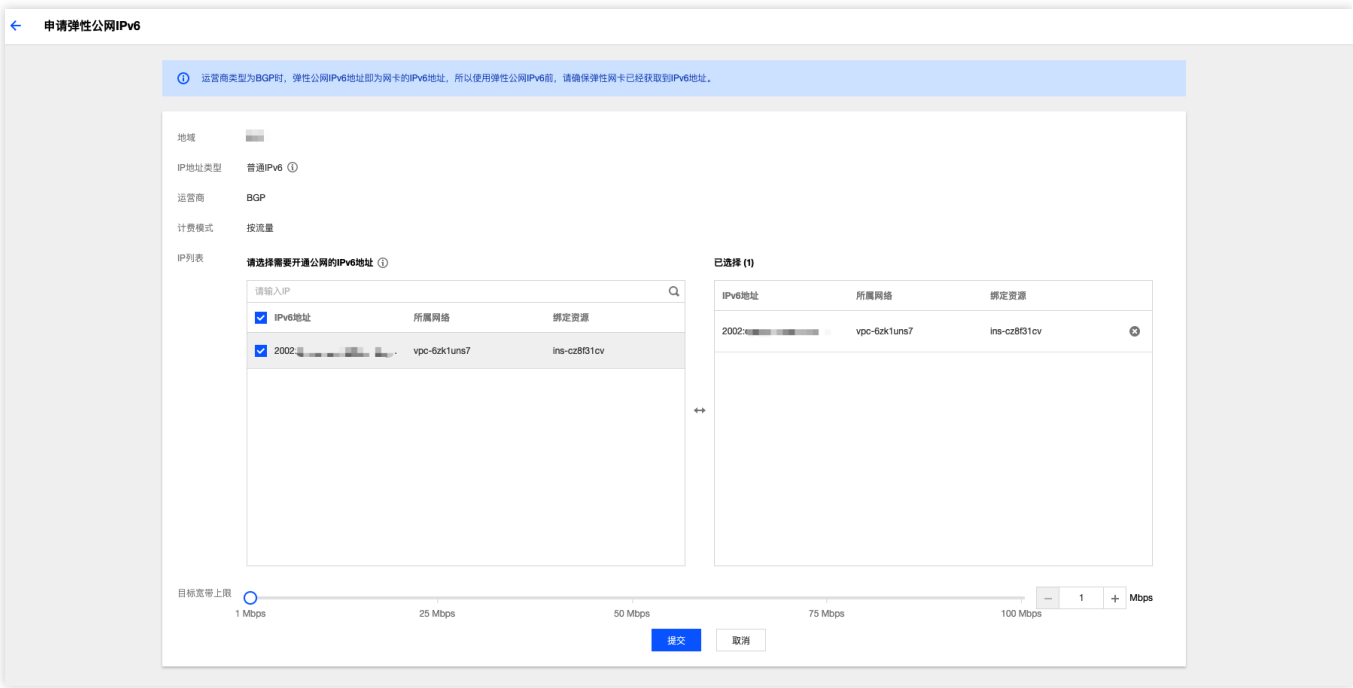 申请弹性公网IPv6
运营商类型为BGP时，弹性公网IPv6地址即为网卡的IPv6地址，所以使用弹性公网IPv6前，请确保弹性网卡已经获取到IPv6地址。
地域
IP地址类型 普通IPv6
运营商 BGP
计费模式 按流量
IP列表 请选择需要开通公网的IPv6地址 已选择 (1)
请输入IP
IPv6地址 所属网络 绑定资源 IPv6地址 所属网络 绑定资源
2002: vpc-6zk1uns7 ins-cz8f31cv 2002: vpc-6zk1uns7 ins-cz8f31cv
目标宽带上限 1 Mbps
1 Mbps 25 Mbps 50 Mbps 75 Mbps 100 Mbps
提交 取消